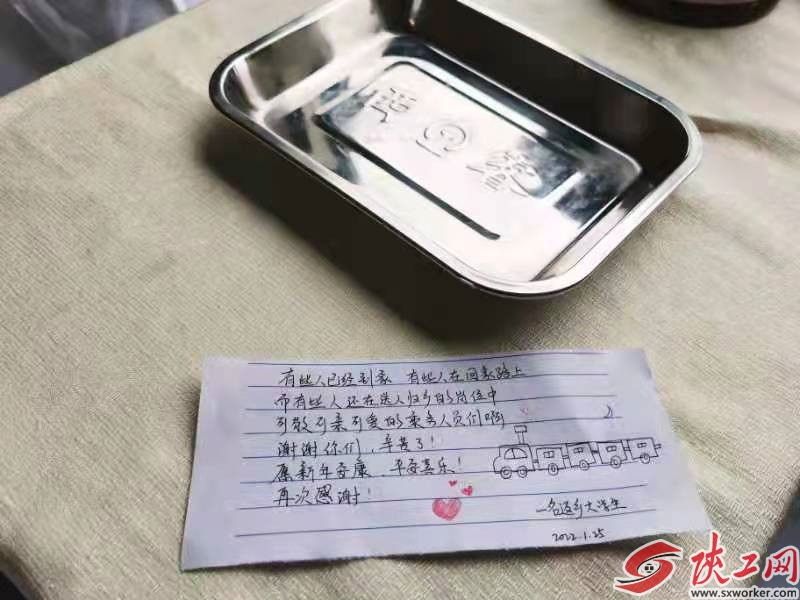 有些人已经到家 有些人在回家路上
而有些人还在送人归乡的岗位中
可敬可亲可爱的乘务人员们啊
谢谢你们,辛苦了!
愿新年安康,平安喜乐!
再次感谢!
一名返乡大学生
2022.1.25
陕工网
www.sxworker.com